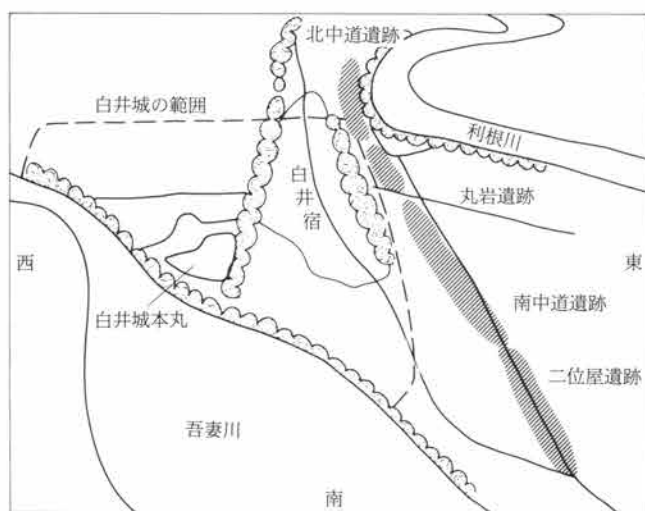 北中道遺跡
白井城の範囲
利根川
白井宿
丸岩遺跡
西
東
南中道遺跡
白井城本丸
二位屋遺跡
吾妻川
南